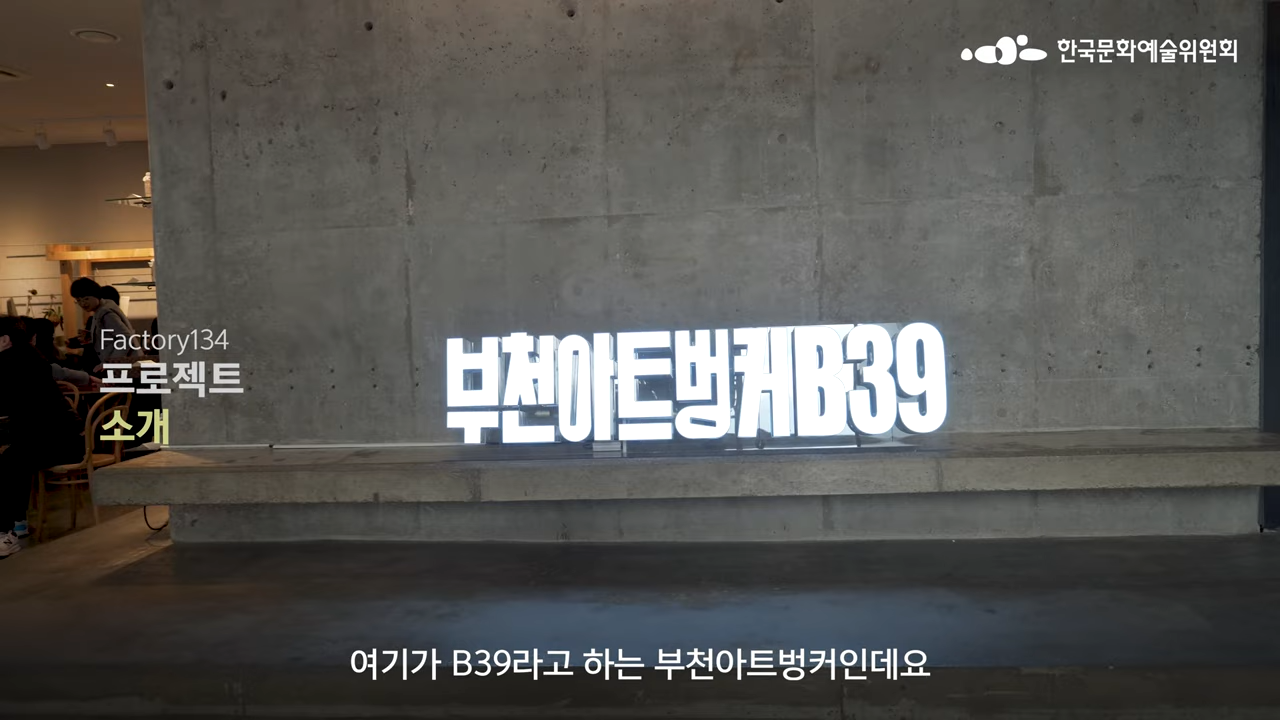 한국문화예술위원회
Factory134
프로젝트
소개
부천아트벙커B39
여기가 B39라고 하는 부천아트벙커인데요